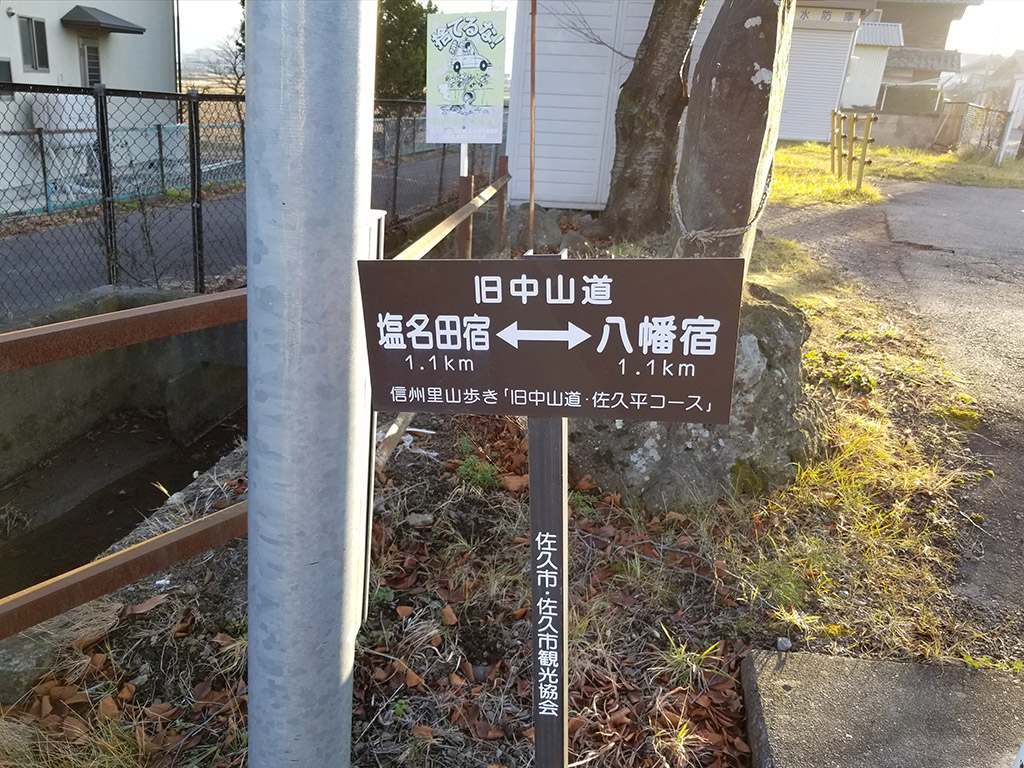 捨てるな!
水防庫
旧中山道
塩名田宿 ⟷ 八幡宿
1.1km 1.1km
信州里山歩き「旧中山道・佐久平コース」
佐久市・佐久市観光協会